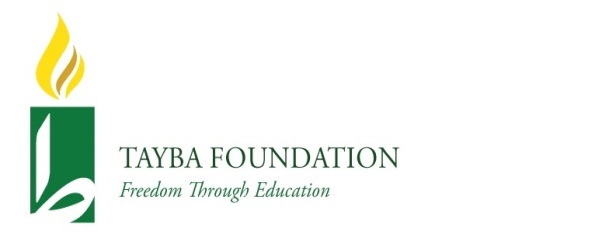 ط
TAYBA FOUNDATION
Freedom Through Education